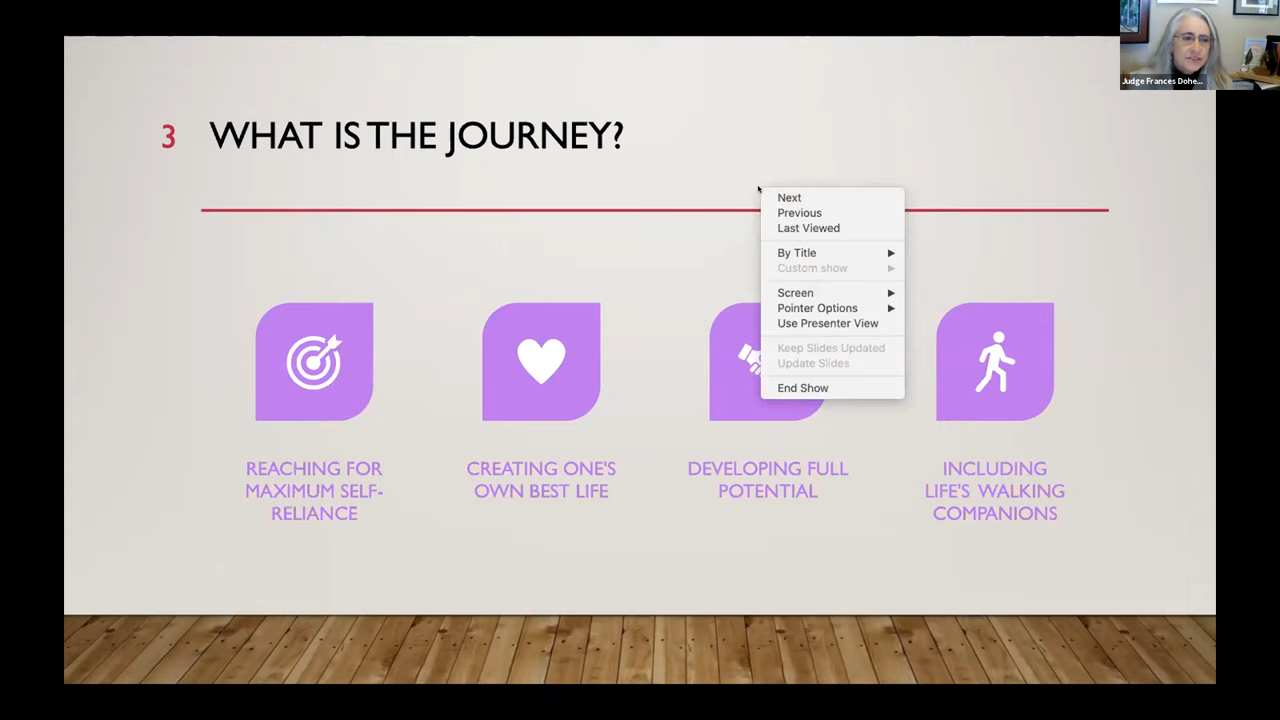 Judge Frances Dohe...
3 WHAT IS THE JOURNEY?
Next
Previous
Last Viewed
By Title
Custom show
Screen
Pointer Options
Use Presenter View
Keep Slides Updated
Update Slides
End Show
REACHING FOR
MAXIMUM SELF-
RELIANCE
CREATING ONE'S
OWN BEST LIFE
DEVELOPING FULL
POTENTIAL
INCLUDING
LIFE'S WALKING
COMPANIONS